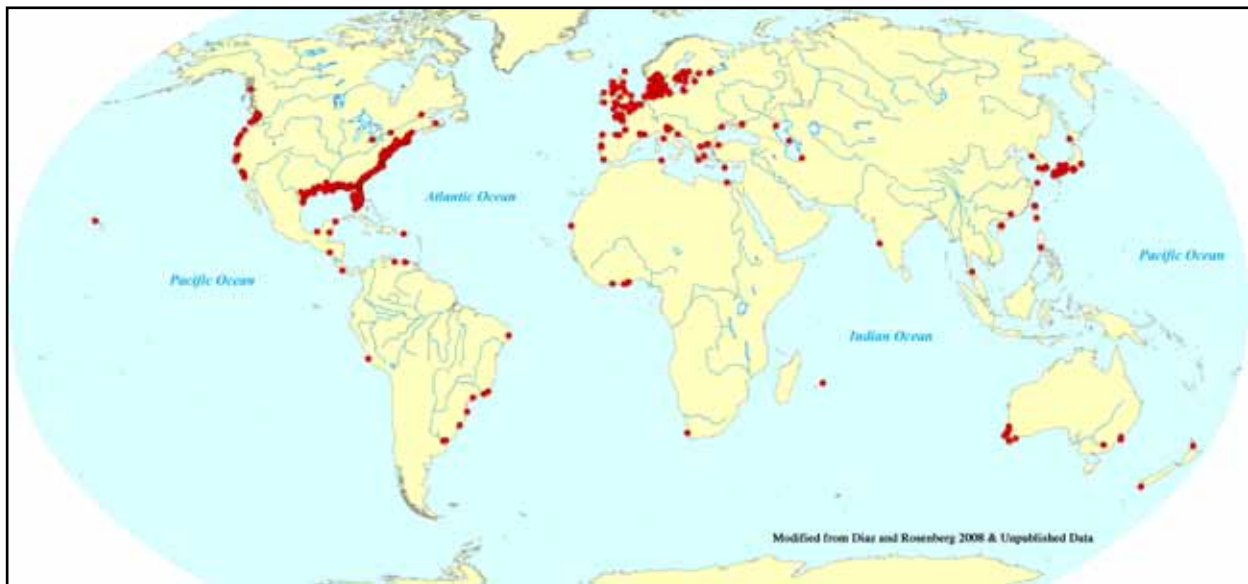 Atlantic Ocean
Pacific Ocean
Pacific Ocean
Indian Ocean
Modified from Diaz and Rosenberg 2008 & Unpublished Data